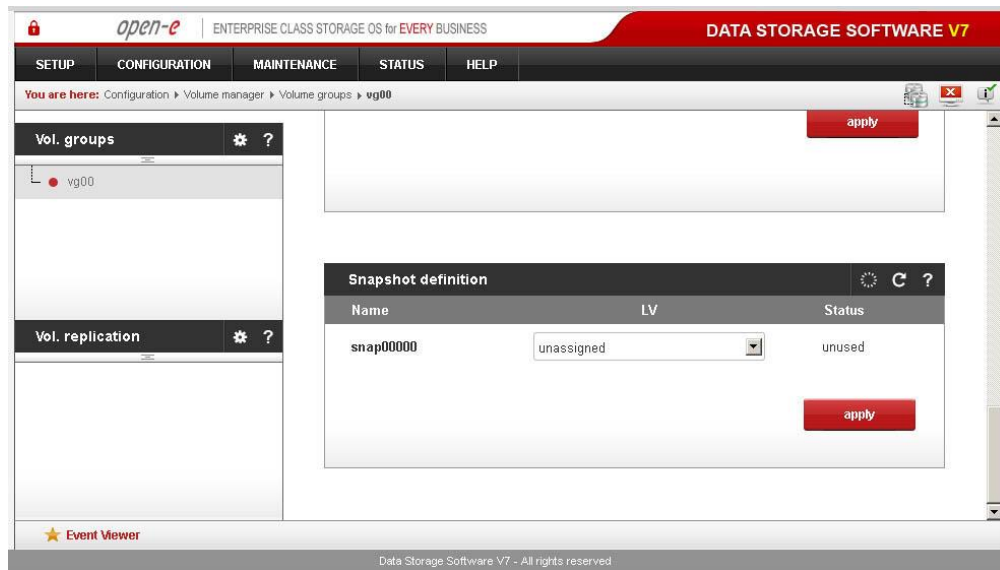 open-e ENTERPRISE CLASS STORAGE OS for EVERY BUSINESS DATA STORAGE SOFTWARE V7
SETUP CONFIGURATION MAINTENANCE STATUS HELP
You are here: Configuration Volume manager Volume groups vg00
Vol. groups ?
vg00
apply
Vol. replication ?
Snapshot definition ?
Name LV Status
snap00000 unassigned unused
apply
Event Viewer
Data Storage Software V7 - All rights reserved